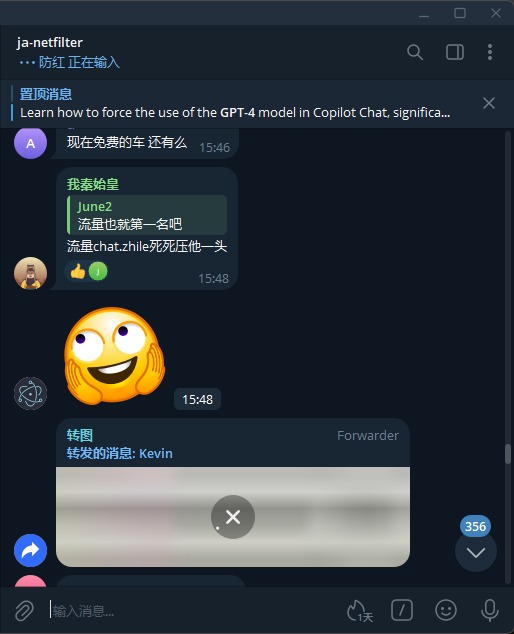 ja-netfilter
防红 正在输入
置顶消息
Learn how to force the use of the GPT-4 model in Copilot Chat, significa...
A
现在免费的车 还有么
15:46
我秦始皇
June2
流量也就第一名吧
流量chat.zhile死死压他一头
15:48
15:48
转图
Forwarder
转发的消息: Kevin
356
输入消息...
1天